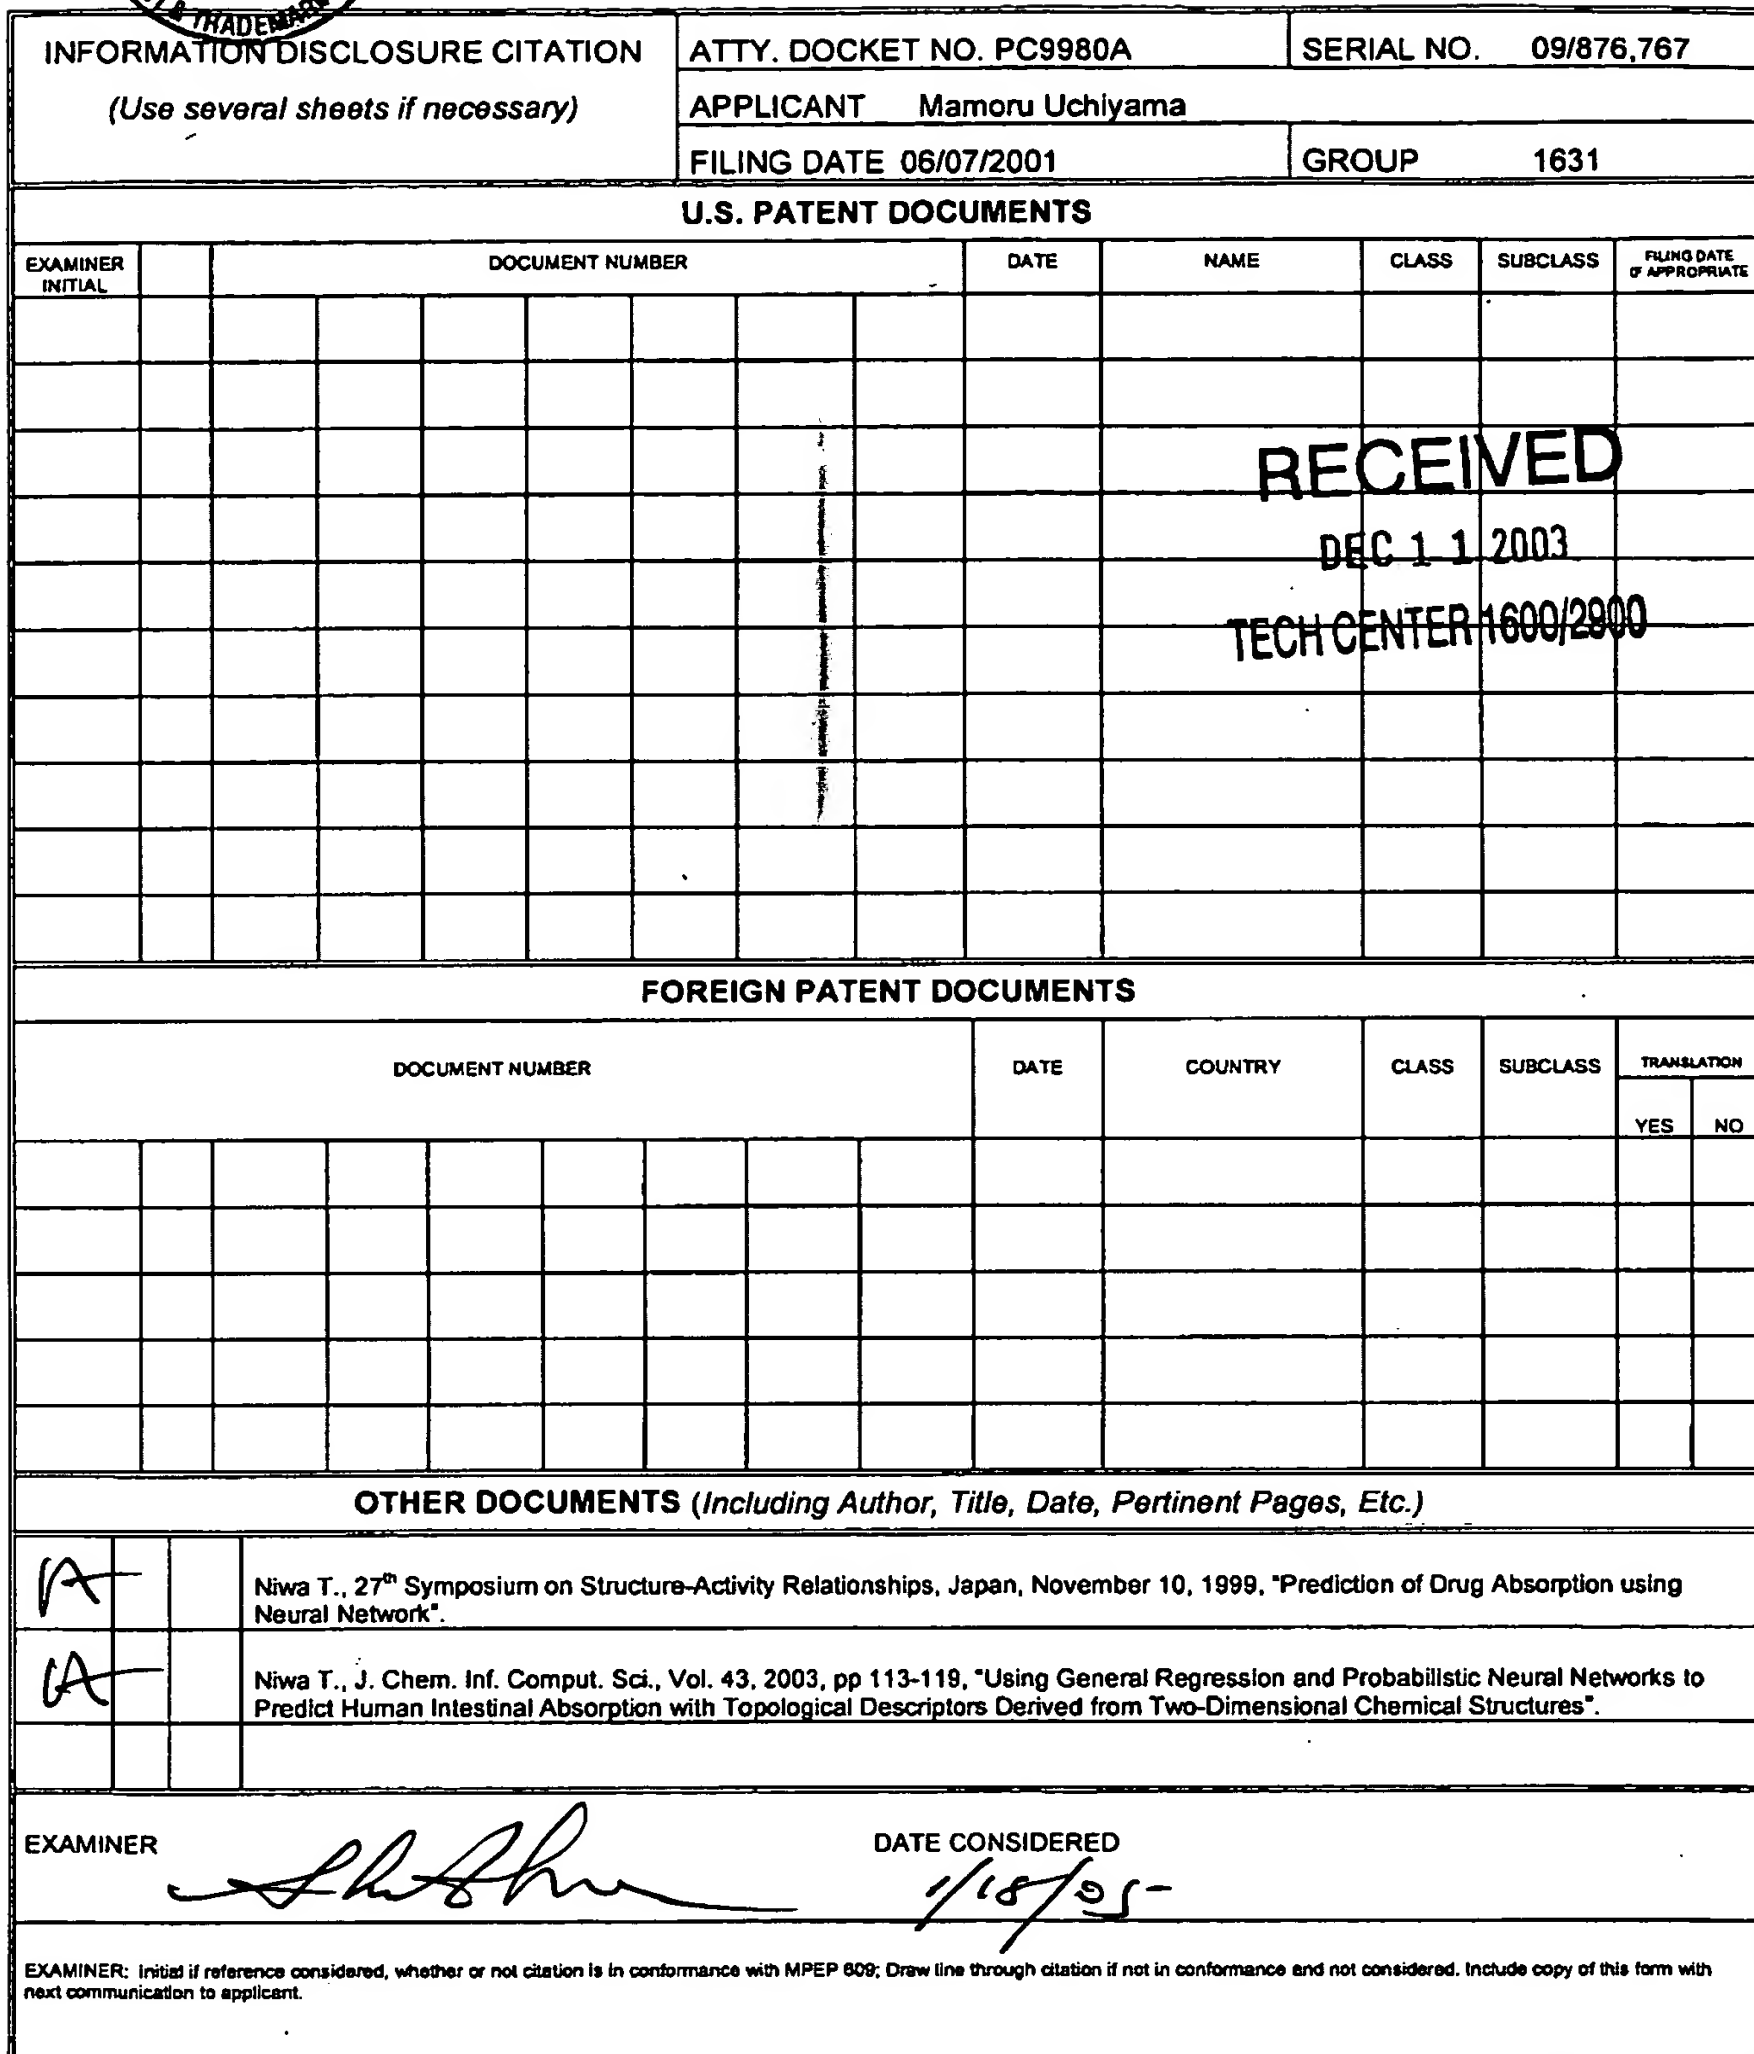 & TRADEMARK
INFORMATION DISCLOSURE CITATION
(Use several sheets if necessary)
ATTY. DOCKET NO. PC9980A
SERIAL NO. 09/876,767
APPLICANT Mamoru Uchiyama
FILING DATE 06/07/2001
GROUP 1631
U.S. PATENT DOCUMENTS
EXAMINER
INITIAL
DOCUMENT NUMBER
DATE
NAME
CLASS
SUBCLASS
FILING DATE
IF APPROPRIATE
RECEIVED
DEC 1 1 2003
TECH CENTER 1600/2900
FOREIGN PATENT DOCUMENTS
DOCUMENT NUMBER
DATE
COUNTRY
CLASS
SUBCLASS
TRANSLATION
YES
NO
OTHER DOCUMENTS (Including Author, Title, Date, Pertinent Pages, Etc.)
Niwa T., 27th Symposium on Structure-Activity Relationships, Japan, November 10, 1999, "Prediction of Drug Absorption using
Neural Network".
Niwa T., J. Chem. Inf. Comput. Sci., Vol. 43, 2003, pp 113-119, "Using General Regression and Probabilistic Neural Networks to
Predict Human Intestinal Absorption with Topological Descriptors Derived from Two-Dimensional Chemical Structures".
EXAMINER
DATE CONSIDERED
1/18/05
EXAMINER: Initial if reference considered, whether or not citation is in conformance with MPEP 609; Draw line through citation if not in conformance and not considered. Include copy of this form with
next communication to applicant.